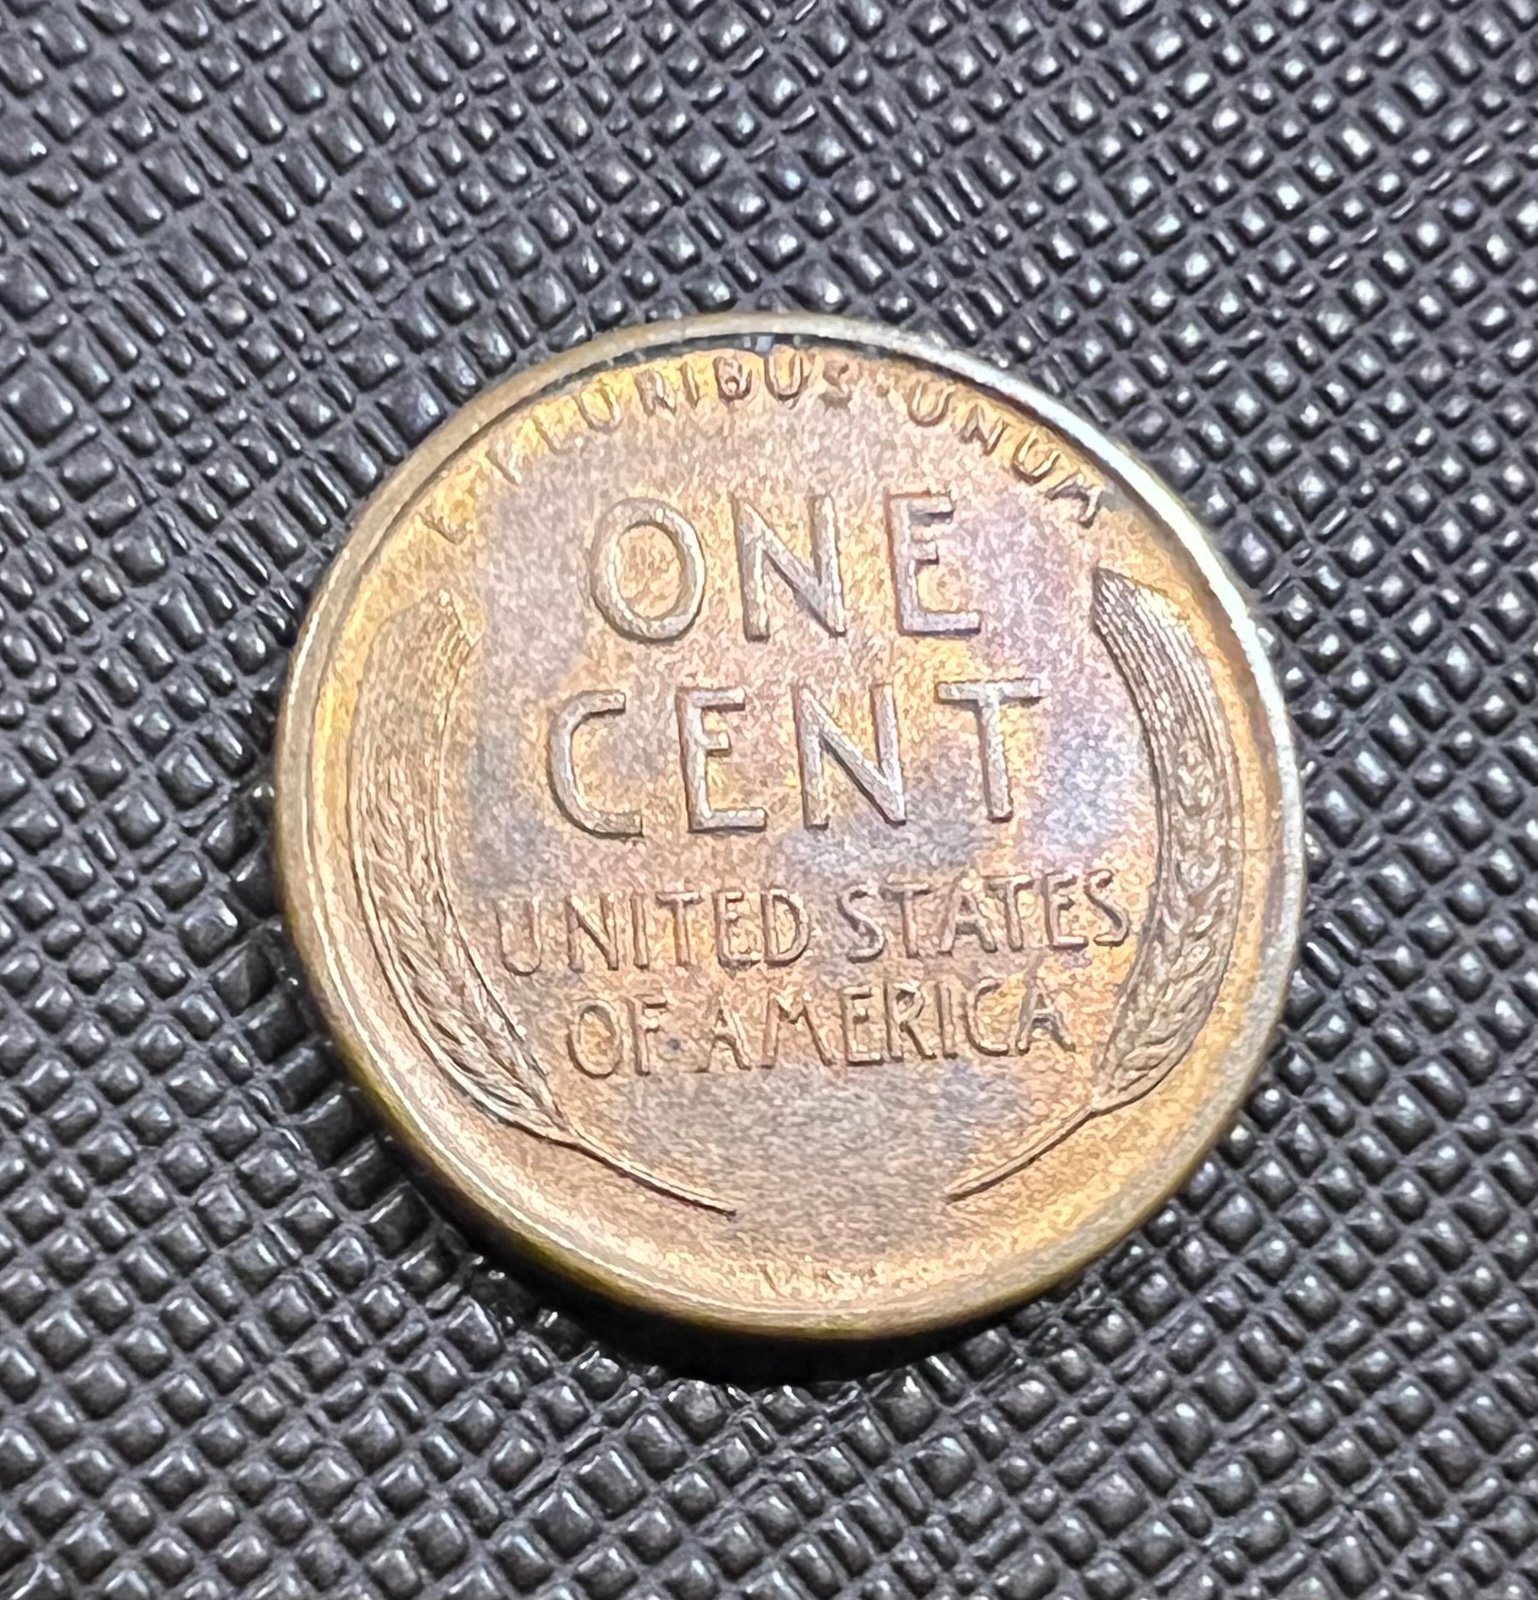 E·PLURIBUS·UNUM
ONE
CENT
UNITED STATES
OF AMERICA